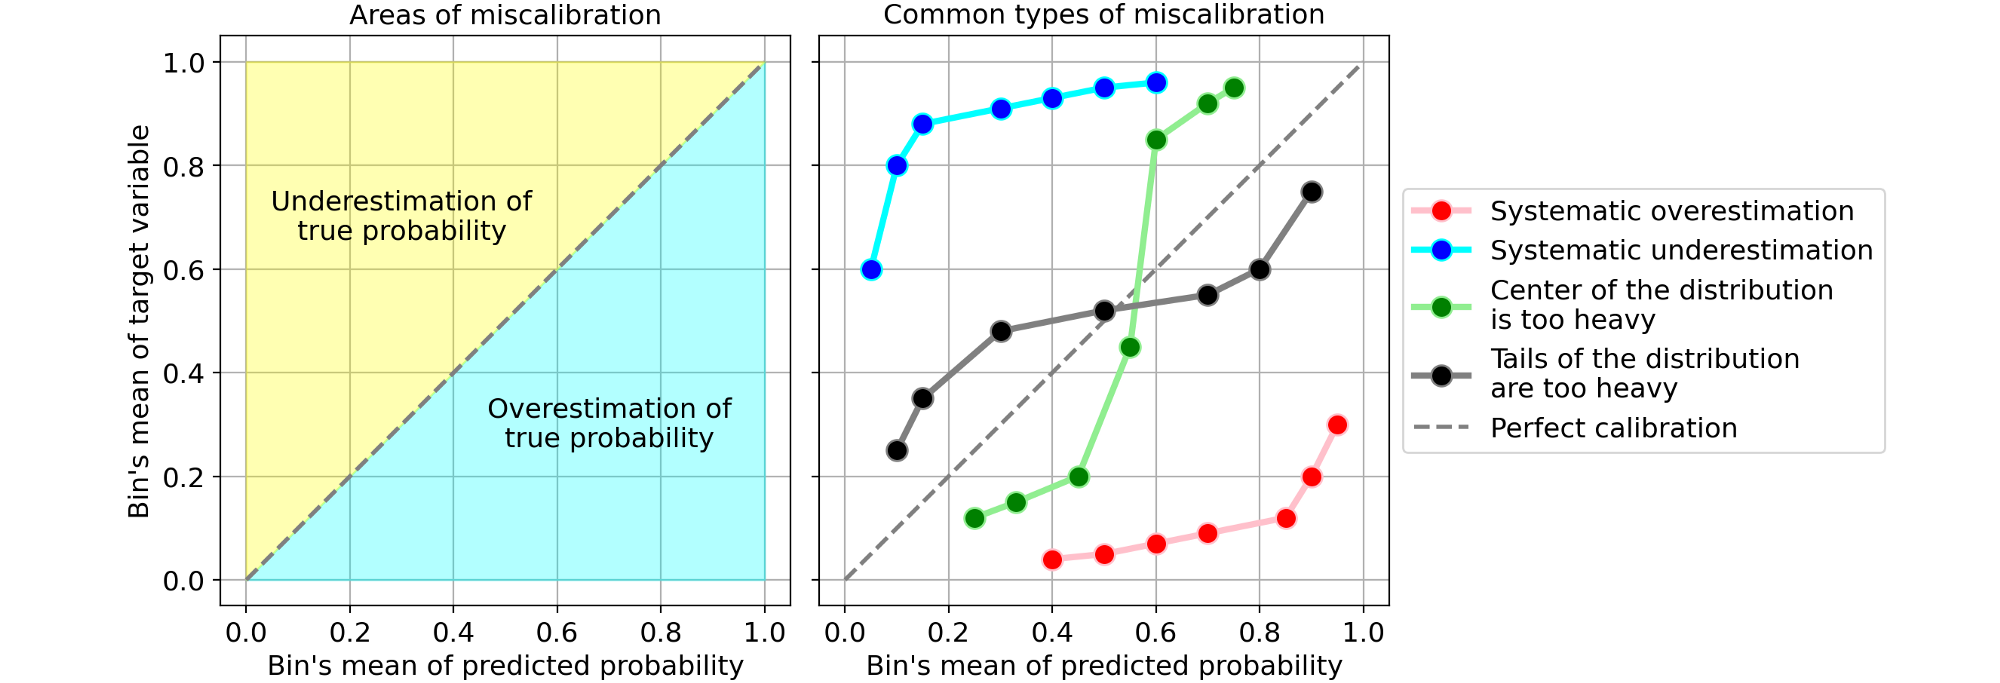 Areas of miscalibration
Bin's mean of target variable
1.0
0.8
0.6
0.4
0.2
0.0
Underestimation of
true probability
Overestimation of
true probability
0.0 0.2 0.4 0.6 0.8 1.0
Bin's mean of predicted probability
Common types of miscalibration
0.0 0.2 0.4 0.6 0.8 1.0
Bin's mean of predicted probability
Systematic overestimation
Systematic underestimation
Center of the distribution
is too heavy
Tails of the distribution
are too heavy
Perfect calibration